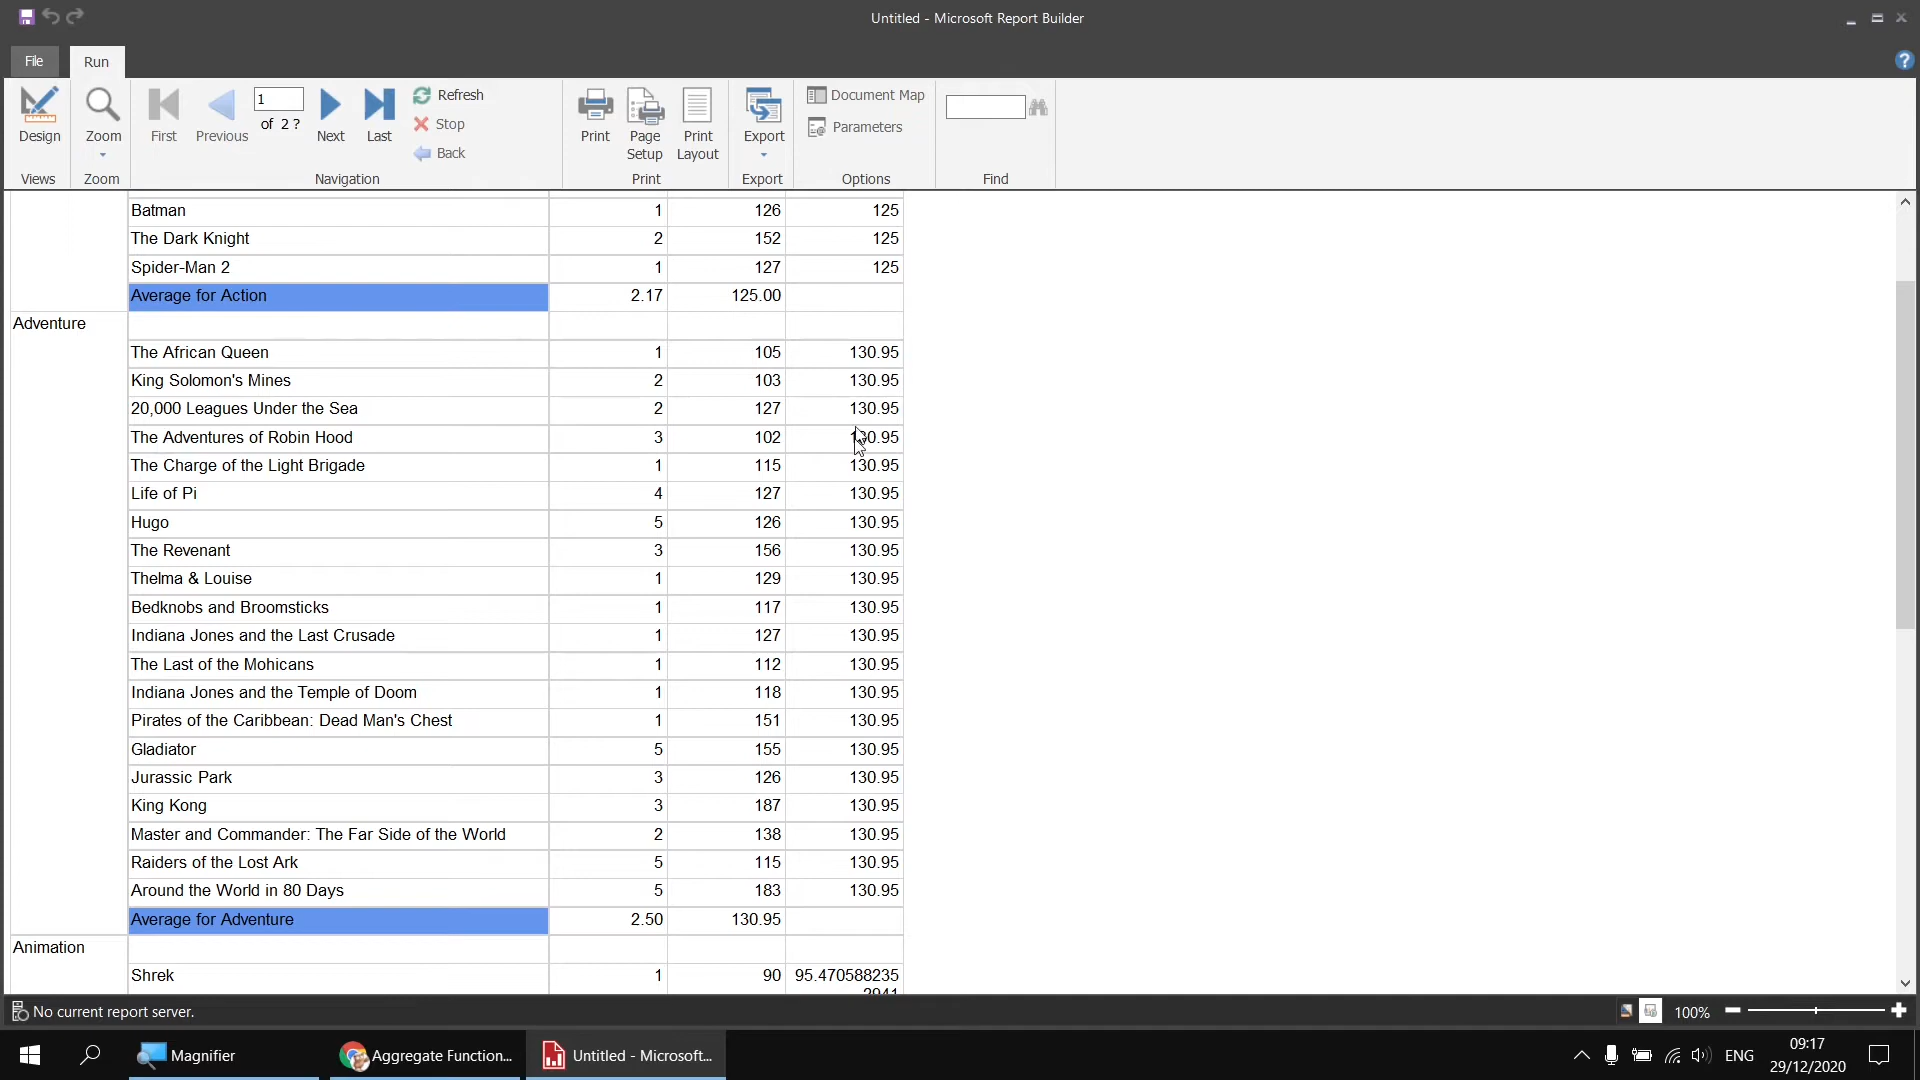 Untitled - Microsoft Report Builder
File Run
Design
Zoom
First
Previous
1
of 2 ?
Next
Last
Refresh
Stop
Back
Print
Page Setup
Print Layout
Export
Document Map
Parameters
Views Zoom Navigation Print Export Options Find
Batman 1 126 125
The Dark Knight 2 152 125
Spider-Man 2 1 127 125
Average for Action 2.17 125.00
Adventure
The African Queen 1 105 130.95
King Solomon's Mines 2 103 130.95
20,000 Leagues Under the Sea 2 127 130.95
The Adventures of Robin Hood 3 102 130.95
The Charge of the Light Brigade 1 115 130.95
Life of Pi 4 127 130.95
Hugo 5 126 130.95
The Revenant 3 156 130.95
Thelma & Louise 1 129 130.95
Bedknobs and Broomsticks 1 117 130.95
Indiana Jones and the Last Crusade 1 127 130.95
The Last of the Mohicans 1 112 130.95
Indiana Jones and the Temple of Doom 1 118 130.95
Pirates of the Caribbean: Dead Man's Chest 1 151 130.95
Gladiator 5 155 130.95
Jurassic Park 3 126 130.95
King Kong 3 187 130.95
Master and Commander: The Far Side of the World 2 138 130.95
Raiders of the Lost Ark 5 115 130.95
Around the World in 80 Days 5 183 130.95
Average for Adventure 2.50 130.95
Animation
Shrek 1 90 95.470588235
2941
No current report server. 100%
Magnifier Aggregate Function... Untitled - Microsoft... ENG 09:17
29/12/2020